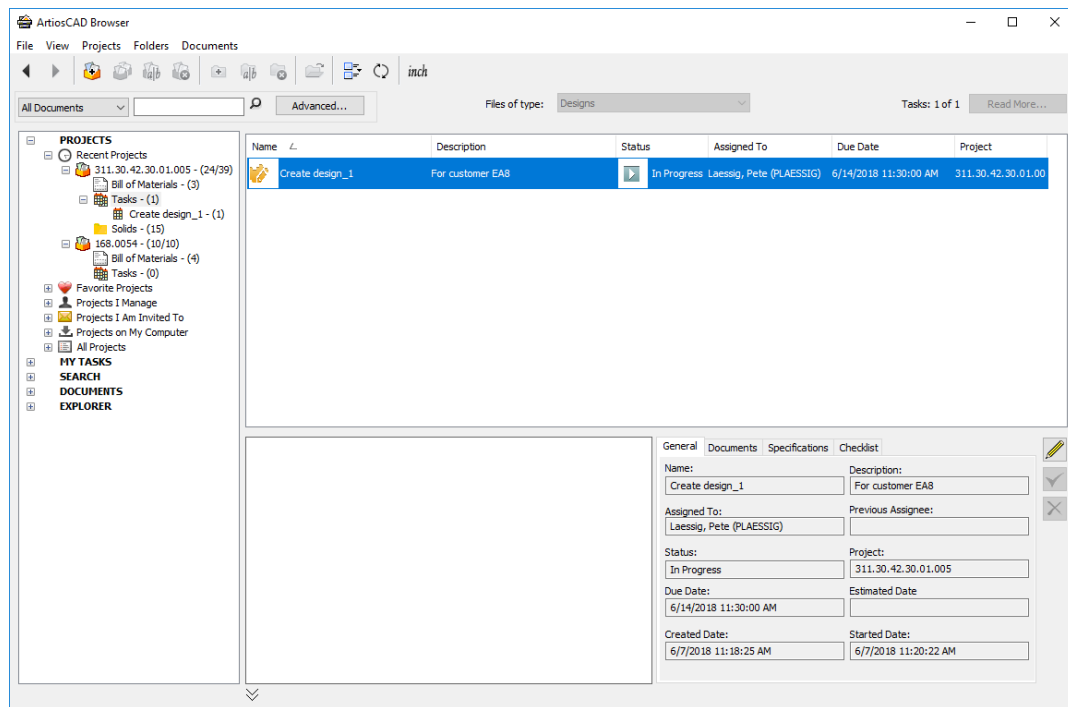 ArtiosCAD Browser
File View Projects Folders Documents
a|b a|b inch
All Documents Advanced... Files of type: Designs Tasks: 1 of 1 Read More...
PROJECTS
Recent Projects
311.30.42.30.01.005 - (24/39)
Bill of Materials - (3)
Tasks - (1)
Create design_1 - (1)
Solids - (15)
168.0054 - (10/10)
Bill of Materials - (4)
Tasks - (0)
Favorite Projects
Projects I Manage
Projects I Am Invited To
Projects on My Computer
All Projects
MY TASKS
SEARCH
DOCUMENTS
EXPLORER
Name Description Status Assigned To Due Date Project
Create design_1 For customer EA8 In Progress Laessig, Pete (PLAESSIG) 6/14/2018 11:30:00 AM 311.30.42.30.01.00
General Documents Specifications Checklist
Name: Description:
Create design_1 For customer EA8
Assigned To: Previous Assignee:
Laessig, Pete (PLAESSIG)
Status: Project:
In Progress 311.30.42.30.01.005
Due Date: Estimated Date
6/14/2018 11:30:00 AM
Created Date: Started Date:
6/7/2018 11:18:25 AM 6/7/2018 11:20:22 AM